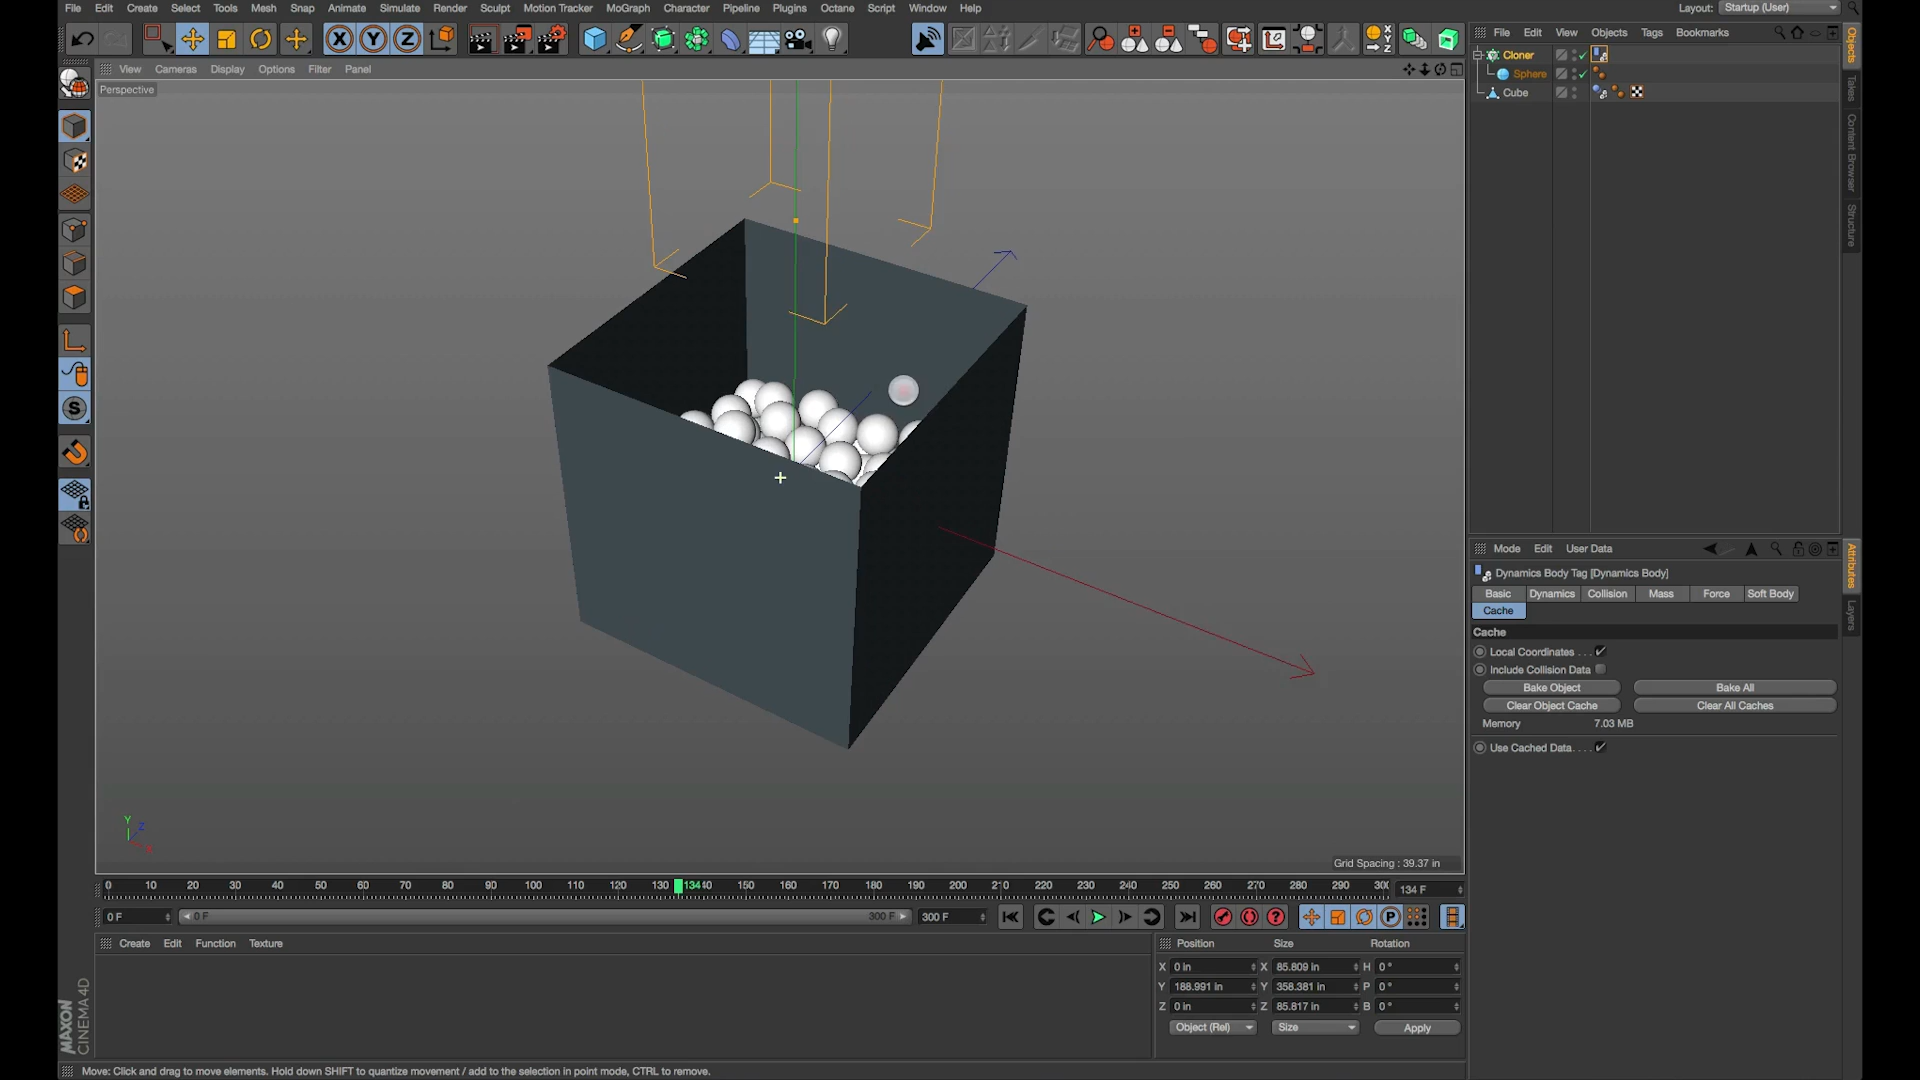 File Edit Create Select Tools Mesh Snap Animate Simulate Render Sculpt Motion Tracker MoGraph Character Pipeline Plugins Octane Script Window Help Layout: Startup (User)
X Y Z
View Cameras Display Options Filter Panel
Perspective
S
Grid Spacing : 39.37 in
Y
Z
X
0 10 20 30 40 50 60 70 80 90 100 110 120 130 134 40 150 160 170 180 190 200 210 220 230 240 250 260 270 280 290 300 134 F
0 F 0 F 300 F 300 F P
Create Edit Function Texture
Position Size Rotation
X 0 in X 85.809 in H 0 °
Y 188.991 in Y 358.381 in P 0 °
Z 0 in Z 85.817 in B 0 °
Object (Rel) Size Apply
MAXON
CINEMA 4D
Move: Click and drag to move elements. Hold down SHIFT to quantize movement / add to the selection in point mode, CTRL to remove.
File Edit View Objects Tags Bookmarks
Cloner
Sphere
Cube
Objects
Takes
Content Browser
Structure
Mode Edit User Data
Dynamics Body Tag [Dynamics Body]
Basic Dynamics Collision Mass Force Soft Body
Cache
Cache
Local Coordinates . . .
Include Collision Data
Bake Object Bake All
Clear Object Cache Clear All Caches
Memory 7.03 MB
Use Cached Data. . . .
Attributes
Layers